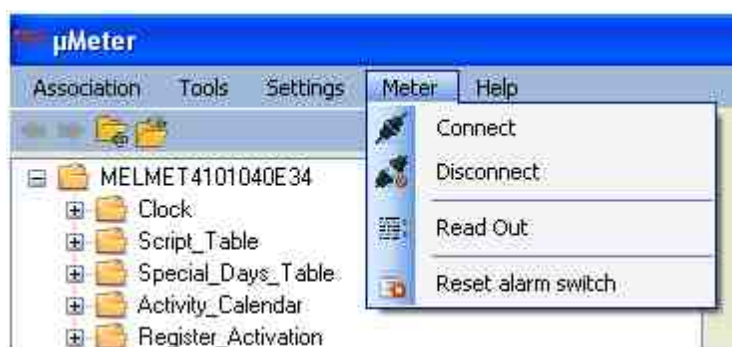 μMeter
Association Tools Settings Meter Help
Connect
Disconnect
Read Out
Reset alarm switch
MELMET4101040E34
Clock
Script_Table
Special_Days_Table
Activity_Calendar
Register_Activation